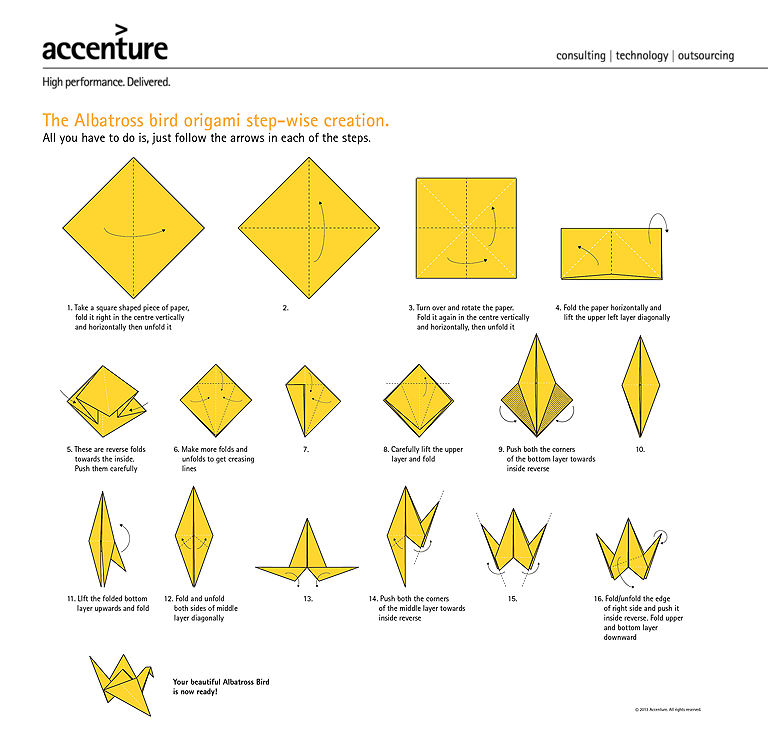 accenture
consulting | technology | outsourcing
High performance. Delivered.
The Albatross bird origami step-wise creation.
All you have to do is, just follow the arrows in each of the steps.
1. Take a square shaped piece of paper,
fold it right in the centre vertically
and horizontally then unfold it
2.
3. Turn over and rotate the paper.
Fold it again in the centre vertically
and horizontally, then unfold it
4. Fold the paper horizontally and
lift the upper left layer diagonally
5. These are reverse folds
towards the inside.
Push them carefully
6. Make more folds and
unfolds to get creasing
lines
7.
8. Carefully lift the upper
layer and fold
9. Push both the corners
of the bottom layer towards
inside reverse
10.
11. LIft the folded bottom
layer upwards and fold
12. Fold and unfold
both sides of middle
layer diagonally
13.
14. Push both the corners
of the middle layer towards
inside reverse
15.
16. Fold/unfold the edge
of right side and push it
inside reverse. Fold upper
and bottom layer
downward
Your beautiful Albatross Bird
is now ready!
© 2013 Accenture. All rights reserved.